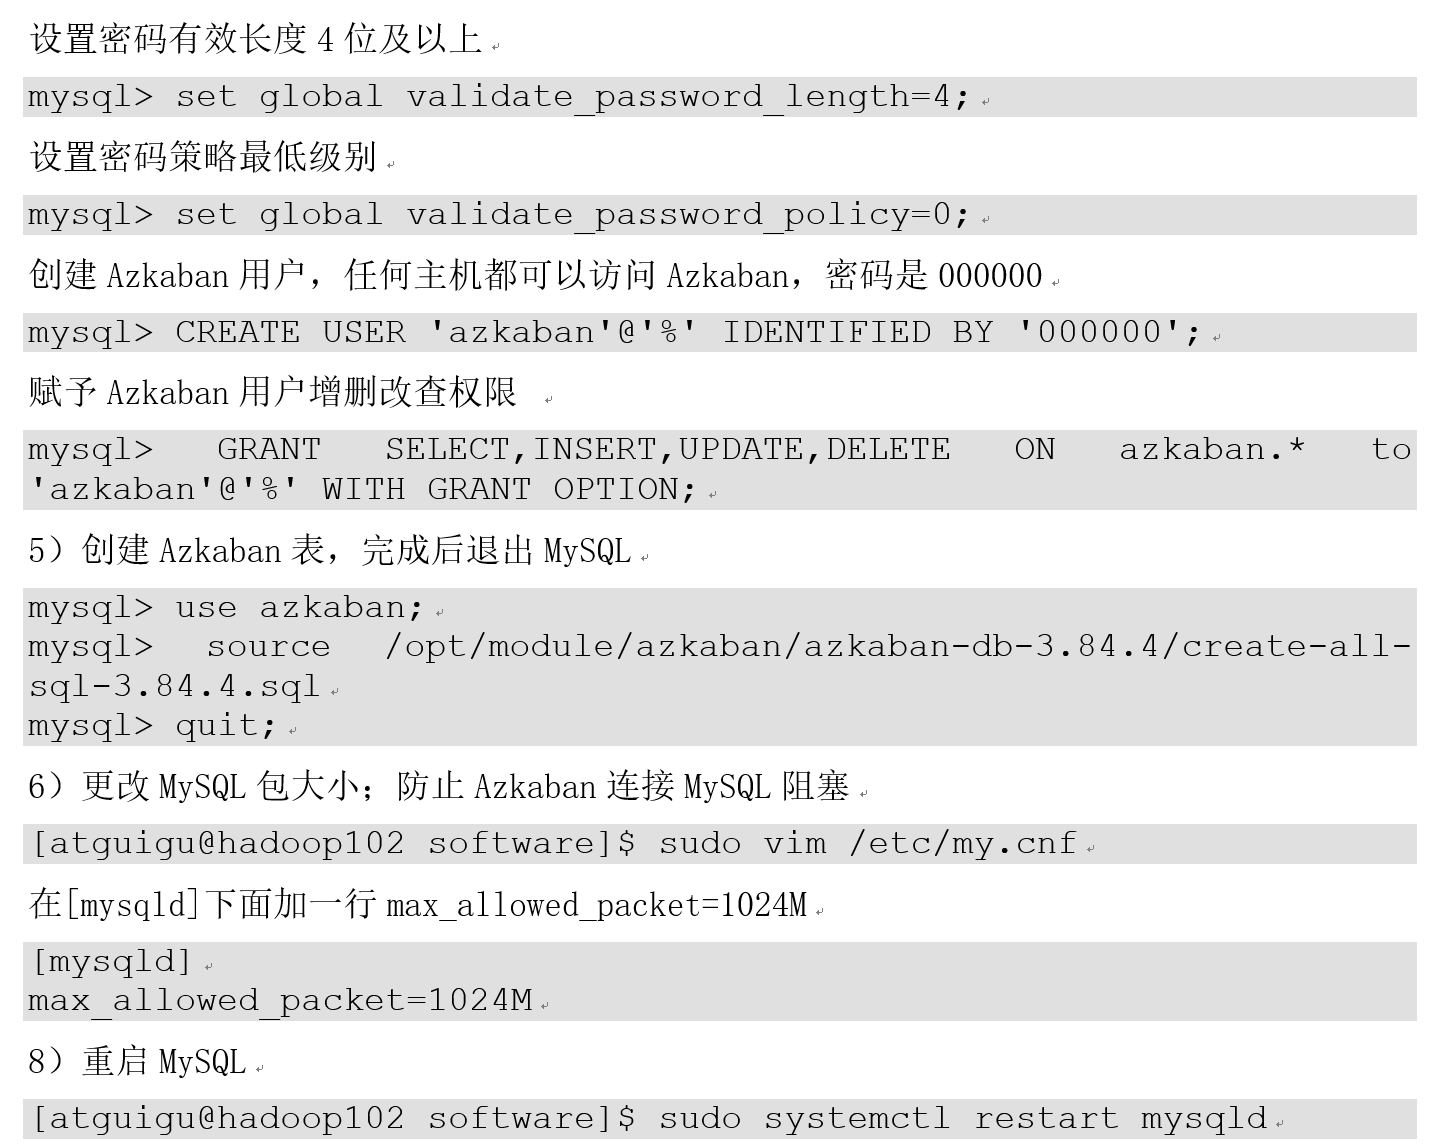 设置密码有效长度 4 位及以上
mysql> set global validate_password_length=4;
设置密码策略最低级别
mysql> set global validate_password_policy=0;
创建 Azkaban 用户，任何主机都可以访问 Azkaban，密码是 000000
mysql> CREATE USER 'azkaban'@'%' IDENTIFIED BY '000000';
赋予 Azkaban 用户增删改查权限
mysql> GRANT SELECT,INSERT,UPDATE,DELETE ON azkaban.* to
'azkaban'@'%' WITH GRANT OPTION;
5）创建 Azkaban 表，完成后退出 MySQL
mysql> use azkaban;
mysql> source /opt/module/azkaban/azkaban-db-3.84.4/create-all-
sql-3.84.4.sql
mysql> quit;
6）更改 MySQL 包大小；防止 Azkaban 连接 MySQL 阻塞
[atguigu@hadoop102 software]$ sudo vim /etc/my.cnf
在[mysqld]下面加一行 max_allowed_packet=1024M
[mysqld]
max_allowed_packet=1024M
8）重启 MySQL
[atguigu@hadoop102 software]$ sudo systemctl restart mysqld